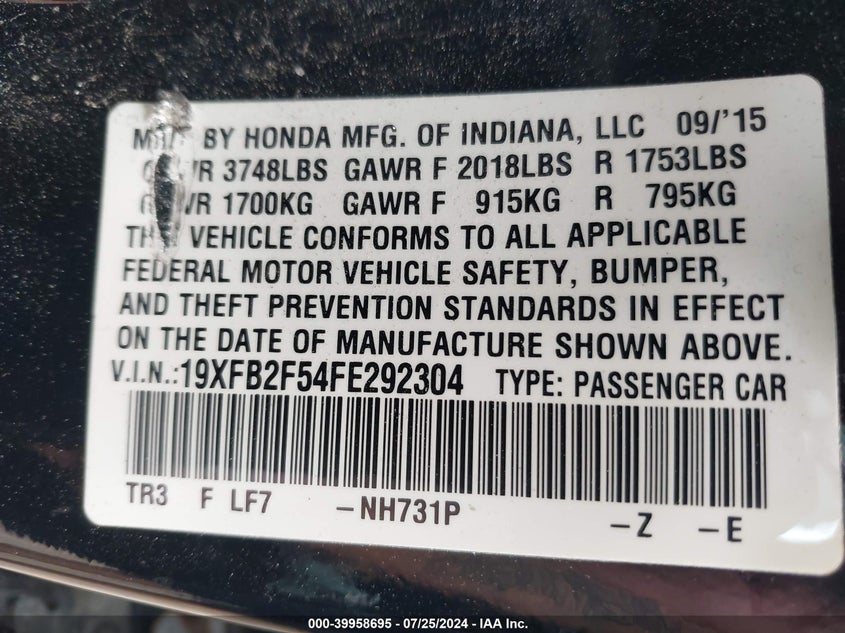 BY HONDA MFG. OF INDIANA, LLC 09/'15
3748LBS GAWR F 2018LBS R 1753LBS
1700KG GAWR F 915KG R 795KG
VEHICLE CONFORMS TO ALL APPLICABLE
FEDERAL MOTOR VEHICLE SAFETY, BUMPER,
AND THEFT PREVENTION STANDARDS IN EFFECT
ON THE DATE OF MANUFACTURE SHOWN ABOVE.
V.I.N.:19XFB2F54FE292304 TYPE: PASSENGER CAR
TR3 F LF7 -NH731P -Z -E
000-39958695 - 07/25/2024 - IAA Inc.